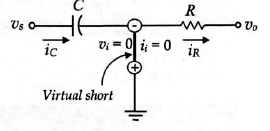 C
R
v_s
v_o
i_C
v_i = 0
i_i = 0
i_R
Virtual short